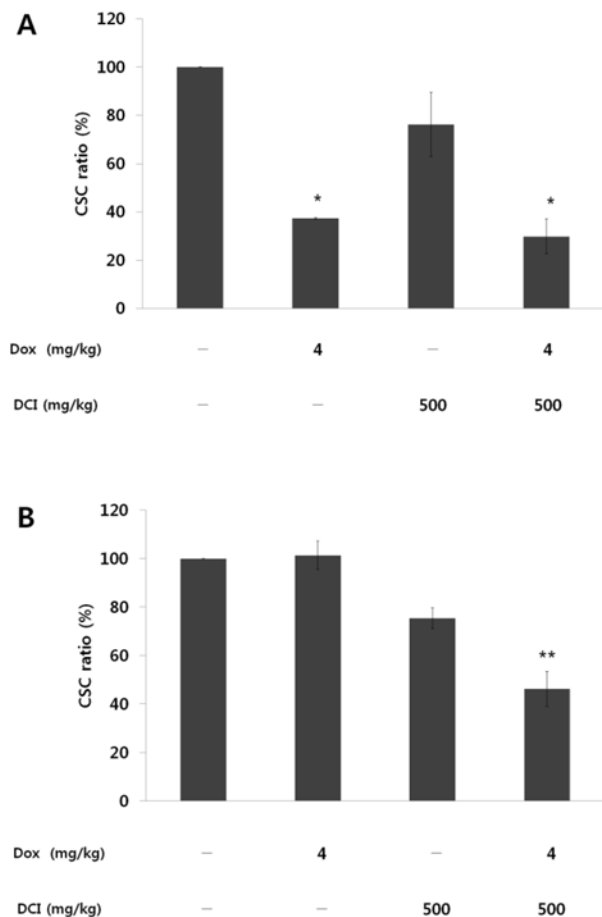 A
120
100
80
60
40
20
0
CSC ratio (%)
*
*
Dox (mg/kg) — 4 — 4
DCI (mg/kg) — — 500 500
B
120
100
80
60
40
20
0
CSC ratio (%)
**
Dox (mg/kg) — 4 — 4
DCI (mg/kg) — — 500 500